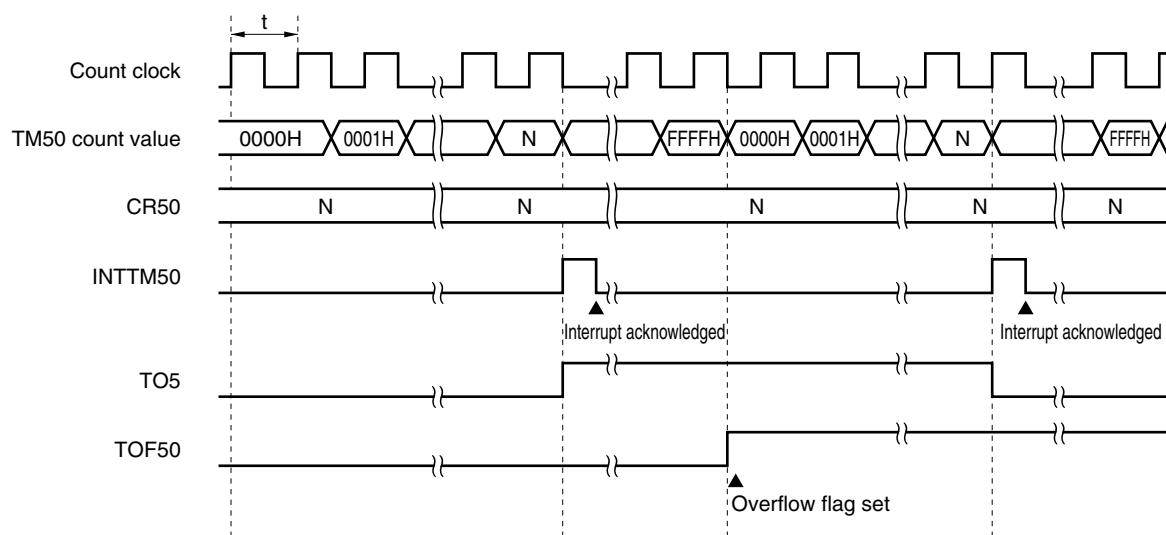 t
Count clock
TM50 count value 0000H 0001H N FFFFH 0000H 0001H N FFFFH
CR50 N N N N N
INTTM50
Interrupt acknowledged Interrupt acknowledged
TO5
TOF50
Overflow flag set